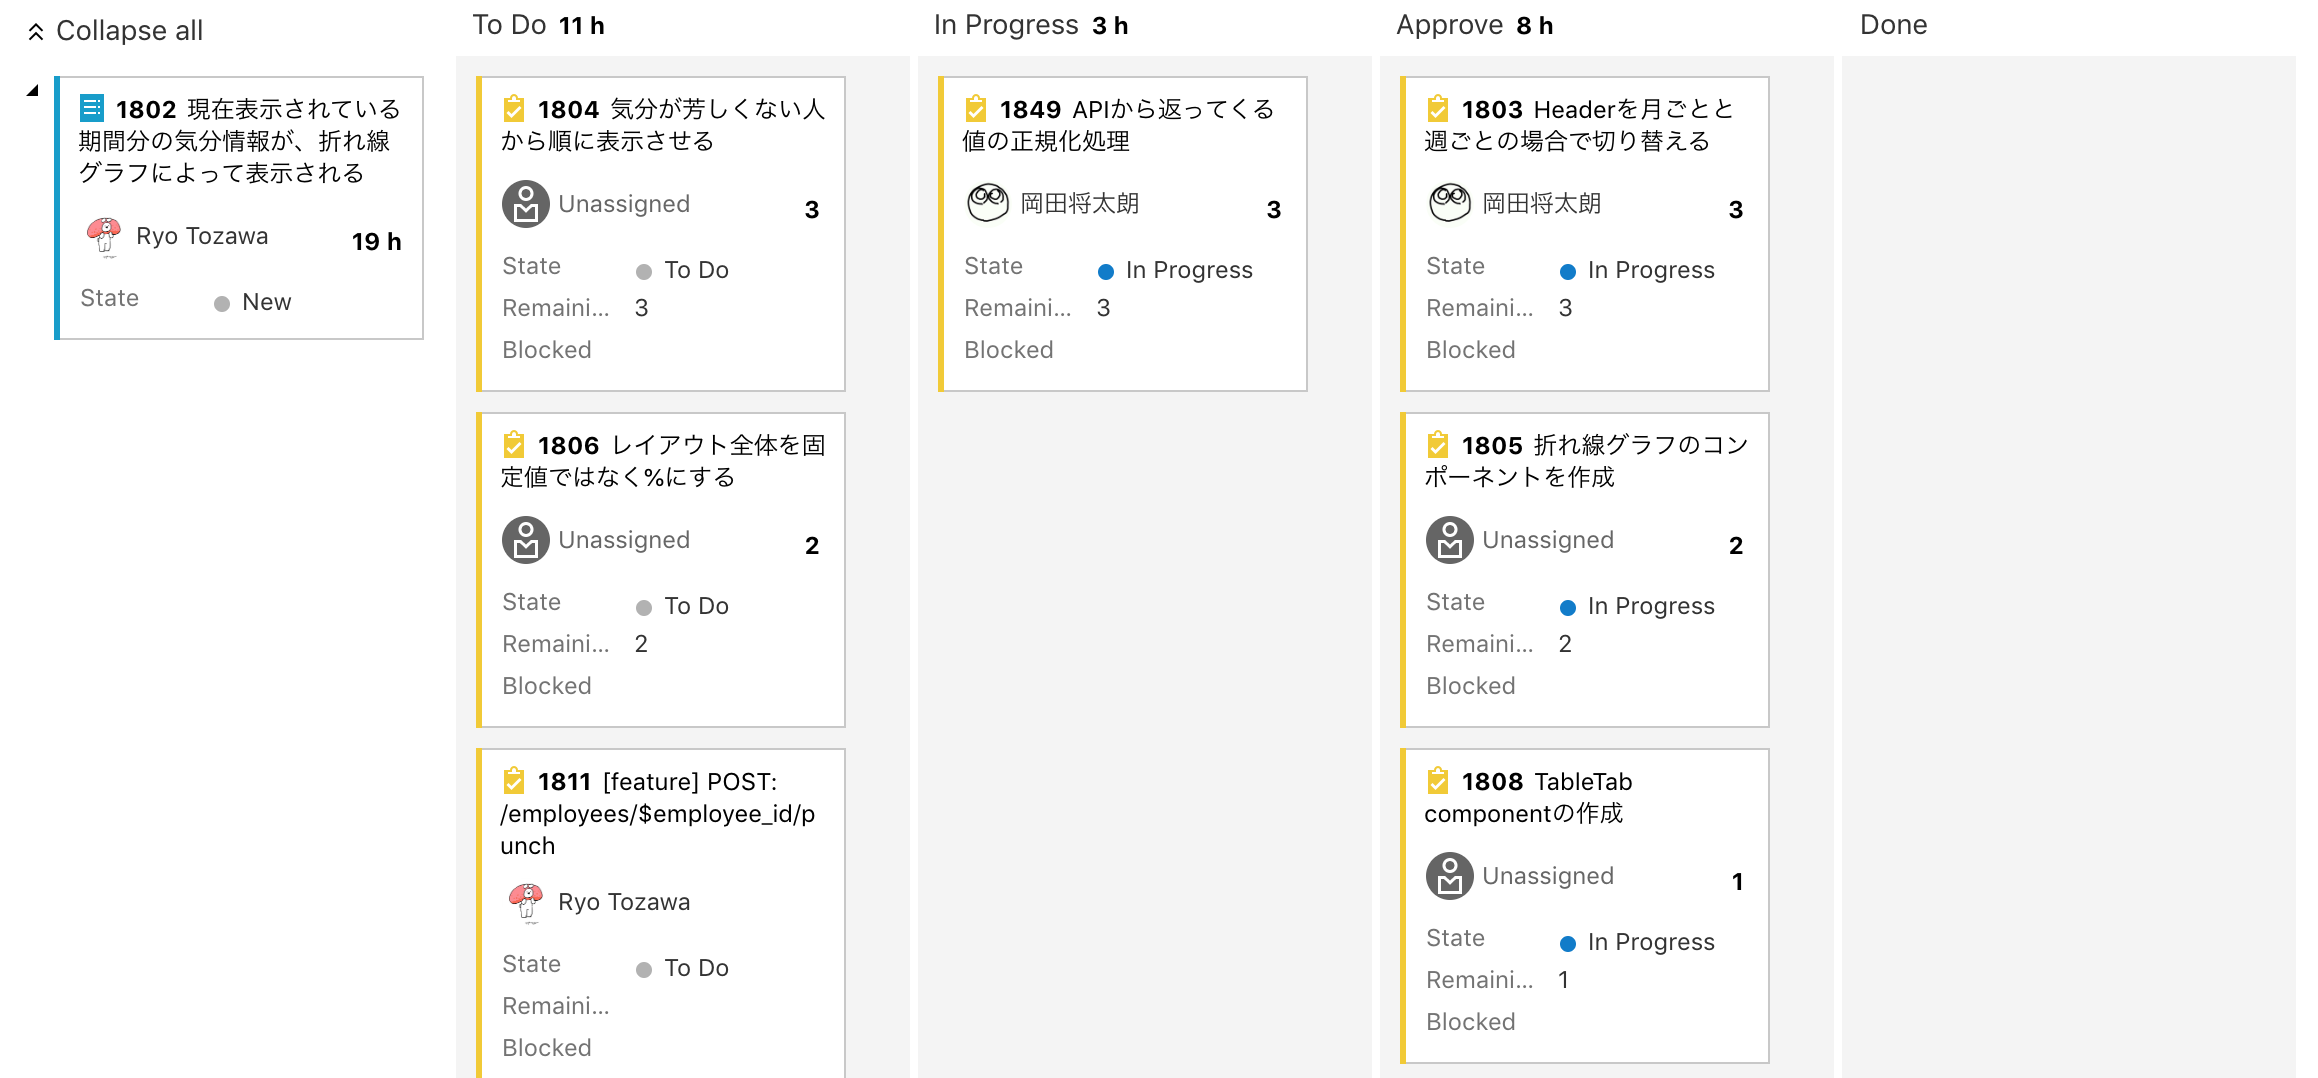 Collapse all
To Do 11 h
In Progress 3 h
Approve 8 h
Done
1802 現在表示されている
期間分の気分情報が、折れ線
グラフによって表示される
Ryo Tozawa
19 h
State
New
1804 気分が芳しくない人
から順に表示させる
Unassigned
3
State
To Do
Remaini... 3
Blocked
1806 レイアウト全体を固
定値ではなく%にする
Unassigned
2
State
To Do
Remaini... 2
Blocked
1811 [feature] POST:
/employees/$employee_id/p
unch
Ryo Tozawa
State
To Do
Remaini...
Blocked
1849 APIから返ってくる
値の正規化処理
岡田将太朗
3
State
In Progress
Remaini... 3
Blocked
1803 Headerを月ごとと
週ごとの場合で切り替える
岡田将太朗
3
State
In Progress
Remaini... 3
Blocked
1805 折れ線グラフのコン
ポーネントを作成
Unassigned
2
State
In Progress
Remaini... 2
Blocked
1808 TableTab
componentの作成
Unassigned
1
State
In Progress
Remaini... 1
Blocked